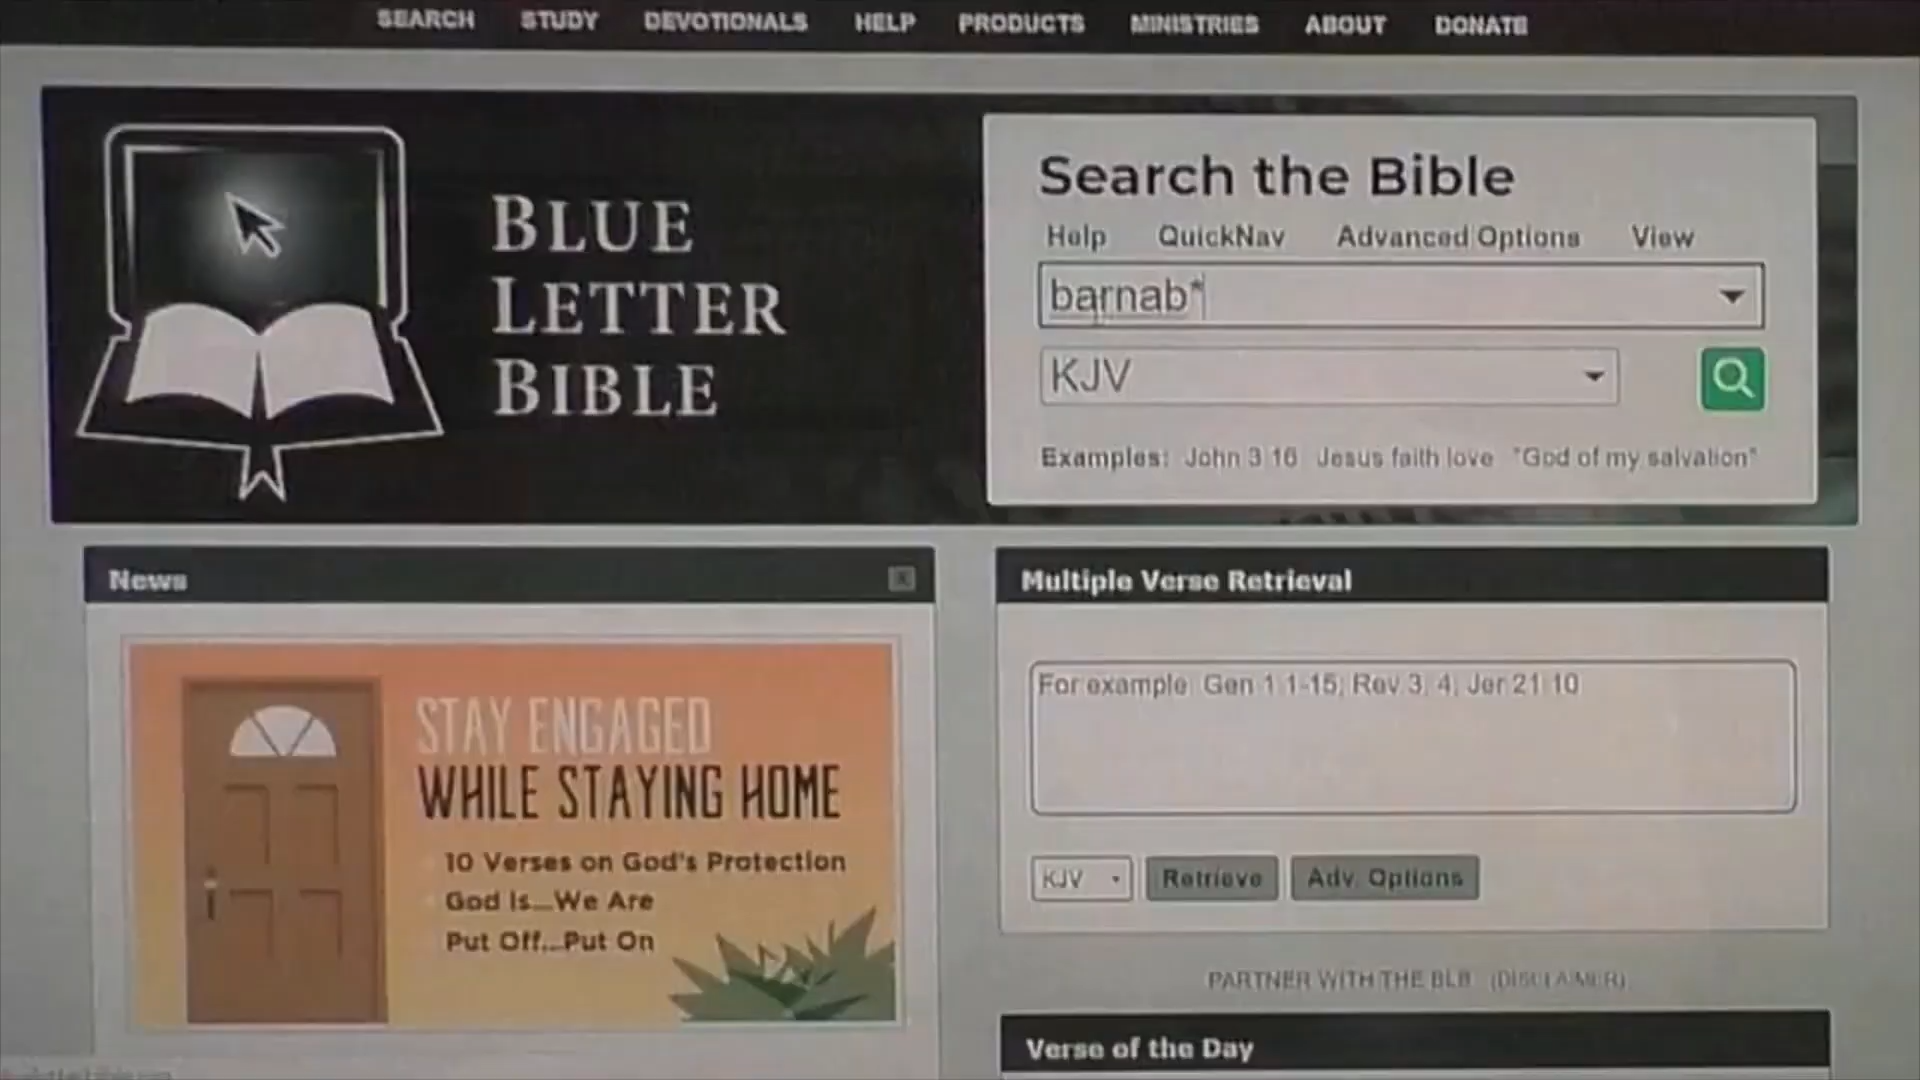 SEARCH STUDY DEVOTIONALS HELP PRODUCTS MINISTRIES ABOUT DONATE
BLUE
LETTER
BIBLE
Search the Bible
Help QuickNav Advanced Options View
barnab*
KJV
Examples: John 3 16 Jesus faith love "God of my salvation"
News
STAY ENGAGED
WHILE STAYING HOME
10 Verses on God's Protection
God Is...We Are
Put Off...Put On
Multiple Verse Retrieval
For example: Gen 1 1-15; Rev 3, 4; Jer 21 10
KJV Retrieve Adv. Options
PARTNER WITH THE BLB (DISCLAIMER)
Verse of the Day